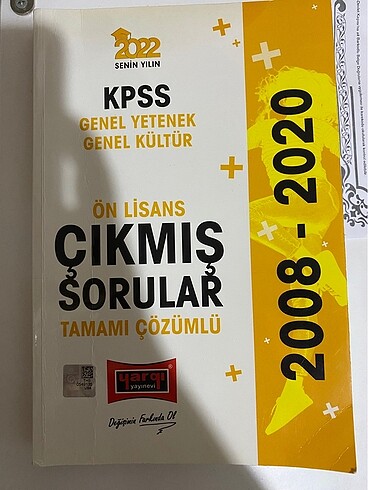 2022
SENİN YILIN
KPSS
GENEL YETENEK
GENEL KÜLTÜR
ÖN LİSANS
ÇIKMIŞ
SORULAR
TAMAMI ÇÖZÜMLÜ
yargı
yayınevi
Değişimin Farkında Ol
2008 - 2020